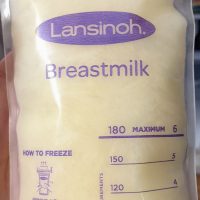 Lansinoh.
Breastmilk
180 MAXIMUM 6
HOW TO FREEZE
150 5
120 4